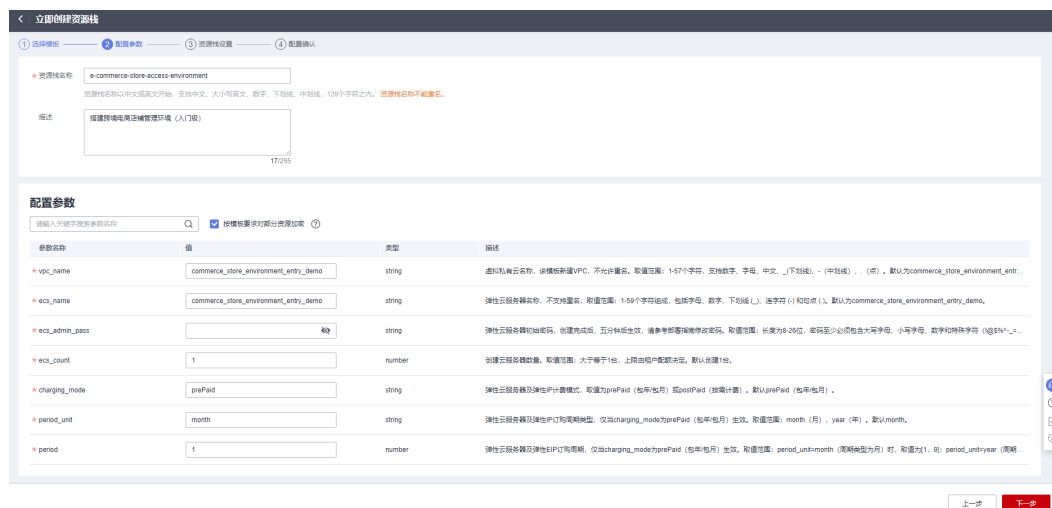 立即创建资源栈
1 选择模板 2 配置参数 3 资源栈设置 4 配置确认
* 资源栈名称 e-commerce-store-access-environment
资源栈名称以中文或英文开始，支持中文、大小写英文、数字、下划线、中划线，128个字符之内。 资源栈名称不能重名。
描述 搭建跨境电商店铺管理环境（入门级）
17/255
配置参数
请输入关键字搜索参数名称 按模板要求对部分资源加密
参数名称 值 类型 描述
* vpc_name commerce_store_environment_entry_demo string 虚拟私有云名称，该模板新建VPC，不允许重名。取值范围：1-57个字符，支持数字、字母、中文、_(下划线)、-（中划线）、.（点）。默认为commerce_store_environment_entr...
* ecs_name commerce_store_environment_entry_demo string 弹性云服务器名称，不支持重名，取值范围：1-59个字符组成，包括字母、数字、下划线 (_)、连字符 (-) 和句点 (.)。默认为commerce_store_environment_entry_demo。
* ecs_admin_pass string 弹性云服务器初始密码，创建完成后，五分钟后生效，请参考部署指南修改密码。取值范围：长度为8-26位，密码至少必须包含大写字母、小写字母、数字和特殊字符（!@$%^-_=...
* ecs_count 1 number 创建云服务器数量。取值范围：大于等于1台，上限由租户配额决定。默认创建1台。
* charging_mode prePaid string 弹性云服务器及弹性IP计费模式，取值为prePaid（包年/包月）或postPaid（按需计费）。默认prePaid（包年/包月）.
* period_unit month string 弹性云服务器及弹性IP订购周期类型，仅当charging_mode为prePaid（包年/包月）生效。取值范围：month（月），year（年）。默认month。
* period 1 number 弹性云服务器及弹性EIP订购周期，仅当charging_mode为prePaid（包年/包月）生效。取值范围：period_unit=month（周期类型为月）时，取值为[1，9]；period_unit=year（周期...
上一步 下一步